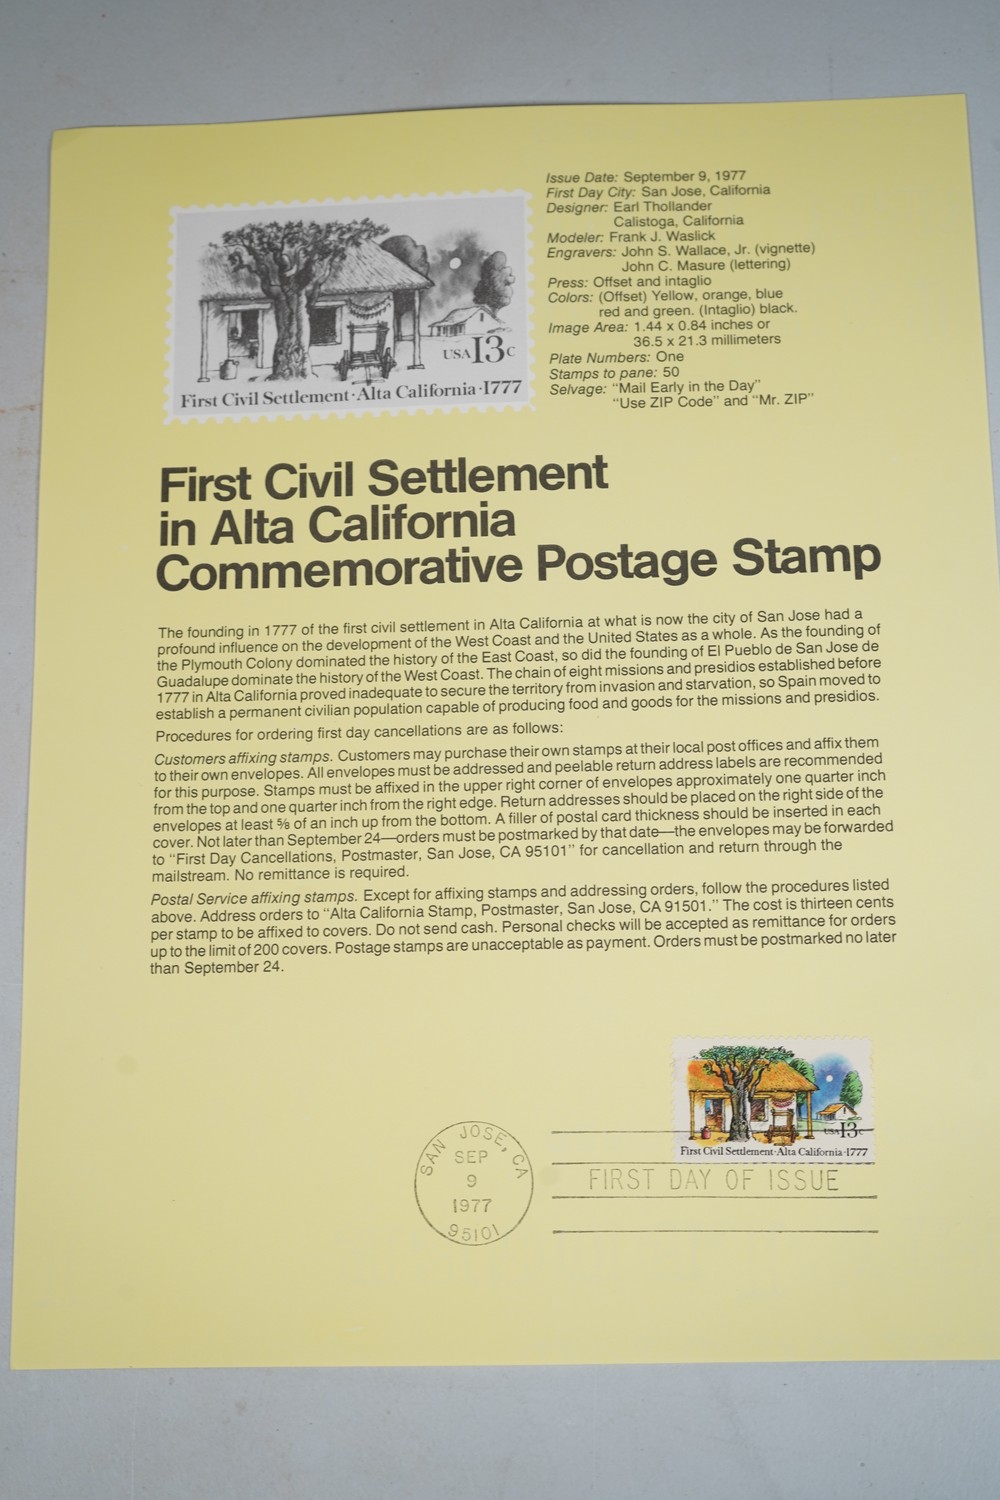 USA 13c
First Civil Settlement·Alta California·1777
Issue Date: September 9, 1977
First Day City: San Jose, California
Designer: Earl Thollander
Calistoga, California
Modeler: Frank J. Waslick
Engravers: John S. Wallace, Jr. (vignette)
John C. Masure (lettering)
Press: Offset and intaglio
Colors: (Offset) Yellow, orange, blue
red and green. (Intaglio) black.
Image Area: 1.44 x 0.84 inches or
36.5 x 21.3 millimeters
Plate Numbers: One
Stamps to pane: 50
Selvage: “Mail Early in the Day”
“Use ZIP Code” and “Mr. ZIP”
First Civil Settlement
in Alta California
Commemorative Postage Stamp
The founding in 1777 of the first civil settlement in Alta California at what is now the city of San Jose had a
profound influence on the development of the West Coast and the United States as a whole. As the founding of
the Plymouth Colony dominated the history of the East Coast, so did the founding of El Pueblo de San Jose de
Guadalupe dominate the history of the West Coast. The chain of eight missions and presidios established before
1777 in Alta California proved inadequate to secure the territory from invasion and starvation, so Spain moved to
establish a permanent civilian population capable of producing food and goods for the missions and presidios.
Procedures for ordering first day cancellations are as follows:
Customers affixing stamps. Customers may purchase their own stamps at their local post offices and affix them
to their own envelopes. All envelopes must be addressed and peelable return address labels are recommended
for this purpose. Stamps must be affixed in the upper right corner of envelopes approximately one quarter inch
from the top and one quarter inch from the right edge. Return addresses should be placed on the right side of the
envelopes at least ⅝ of an inch up from the bottom. A filler of postal card thickness should be inserted in each
cover. Not later than September 24—orders must be postmarked by that date—the envelopes may be forwarded
to “First Day Cancellations, Postmaster, San Jose, CA 95101” for cancellation and return through the
mailstream. No remittance is required.
Postal Service affixing stamps. Except for affixing stamps and addressing orders, follow the procedures listed
above. Address orders to “Alta California Stamp, Postmaster, San Jose, CA 91501.” The cost is thirteen cents
per stamp to be affixed to covers. Do not send cash. Personal checks will be accepted as remittance for orders
up to the limit of 200 covers. Postage stamps are unacceptable as payment. Orders must be postmarked no later
than September 24.
USA 13c
First Civil Settlement·Alta California·1777
SAN JOSE, CA
SEP
9
1977
95101
FIRST DAY OF ISSUE